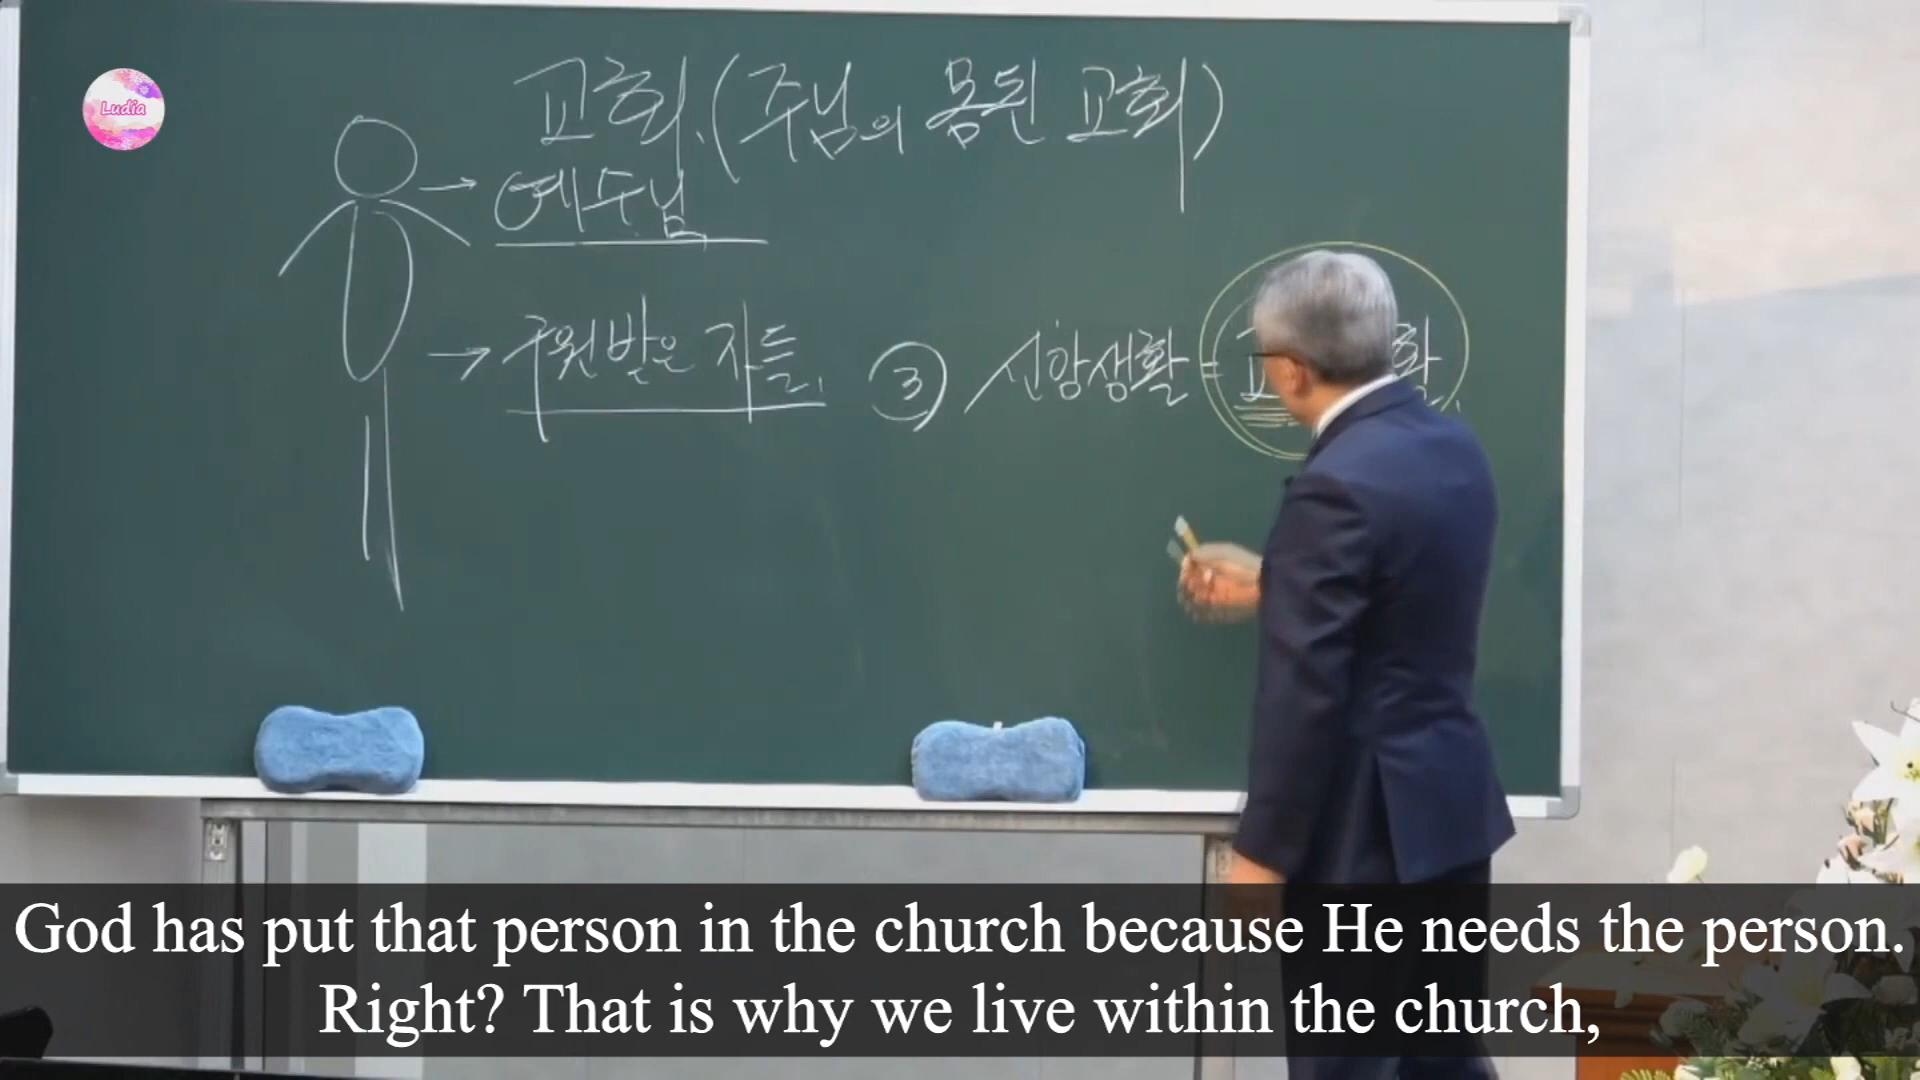 Ludia
교회.(주님의 몸된 교회)
→ 예수님
→ 구원받은 자들.
③ 신앙생활 =
God has put that person in the church because He needs the person.
Right? That is why we live within the church,